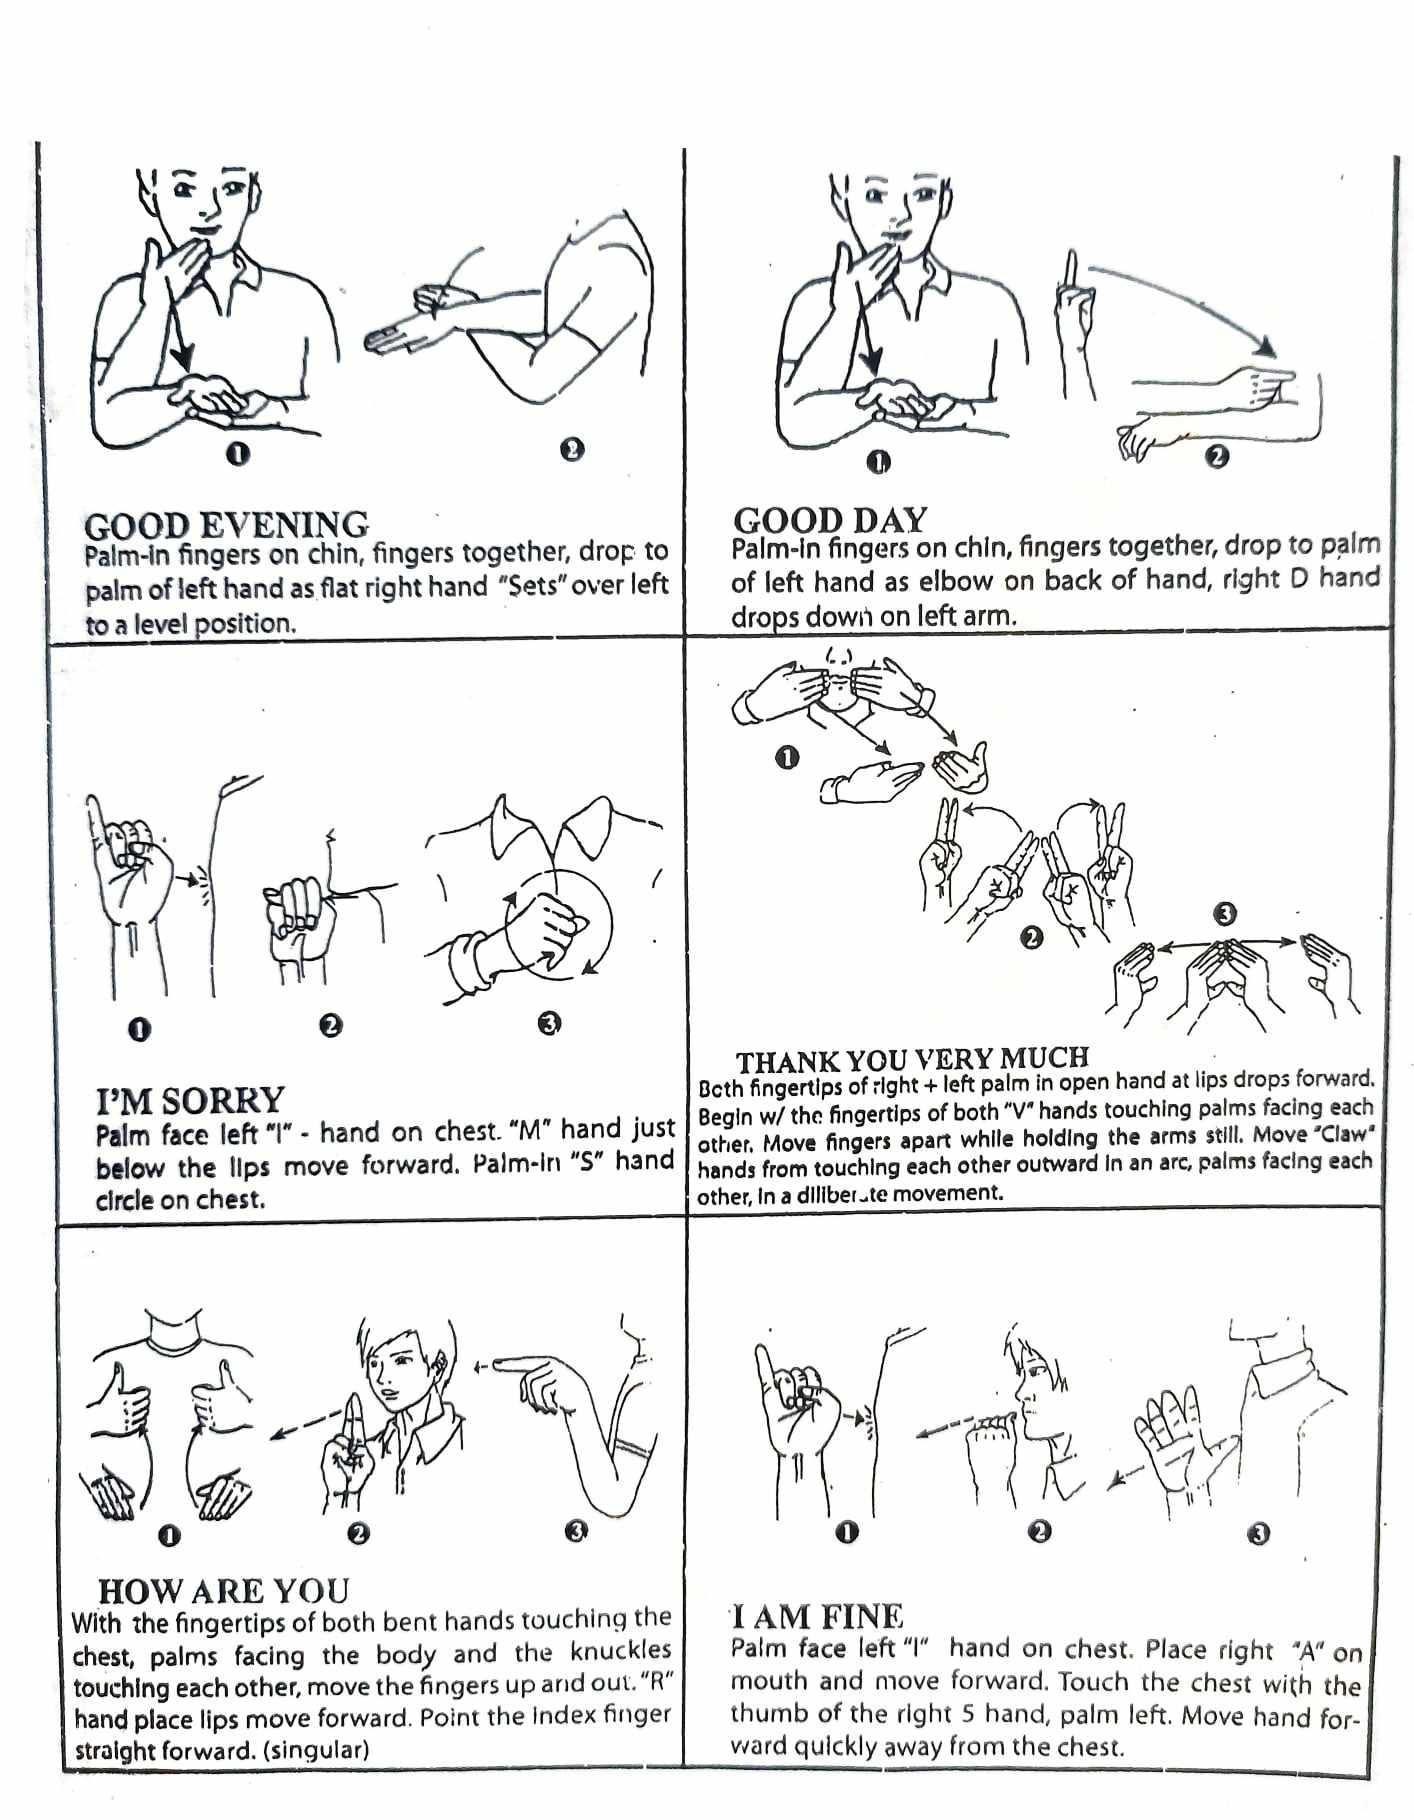 1
2
GOOD EVENING
Palm-in fingers on chin, fingers together, drop to
palm of left hand as flat right hand "Sets" over left
to a level position.
1
2
GOOD DAY
Palm-in fingers on chin, fingers together, drop to palm
of left hand as elbow on back of hand, right D hand
drops down on left arm.
1
2
3
I'M SORRY
Palm face left "I" - hand on chest. "M" hand just
below the lips move forward. Palm-in "S" hand
circle on chest.
1
2
3
THANK YOU VERY MUCH
Both fingertips of right + left palm in open hand at lips drops forward.
Begin w/ the fingertips of both "V" hands touching palms facing each
other. Move fingers apart while holding the arms still. Move "Claw"
hands from touching each other outward in an arc, palms facing each
other, in a diliberate movement.
1
2
3
HOW ARE YOU
With the fingertips of both bent hands touching the
chest, palms facing the body and the knuckles
touching each other, move the fingers up and out. "R"
hand place lips move forward. Point the index finger
straight forward. (singular)
1
2
3
I AM FINE
Palm face left "I" hand on chest. Place right "A" on
mouth and move forward. Touch the chest with the
thumb of the right 5 hand, palm left. Move hand for-
ward quickly away from the chest.